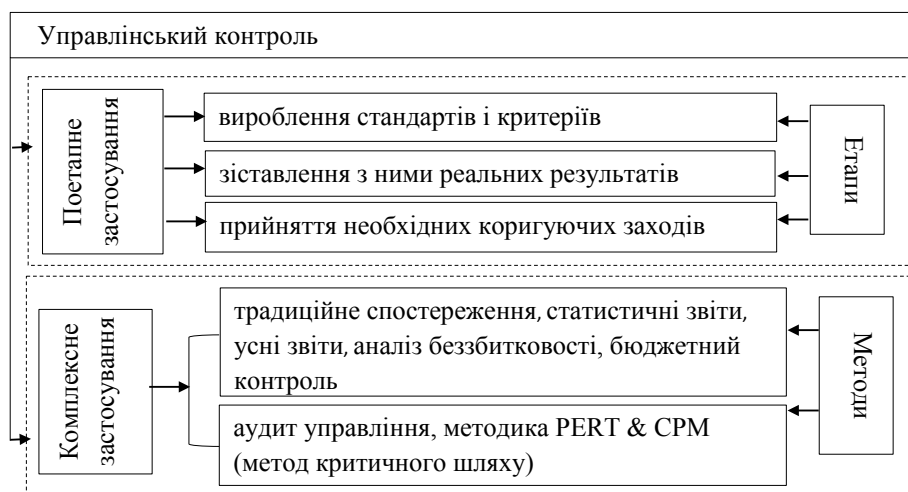 Управлінський контроль
Поетапне
застосування
вироблення стандартів і критеріїв
зіставлення з ними реальних результатів
прийняття необхідних коригуючих заходів
Етапи
Комплексне
застосування
традиційне спостереження, статистичні звіти,
усні звіти, аналіз беззбитковості, бюджетний
контроль
аудит управління, методика PERT & CPM
(метод критичного шляху)
Методи